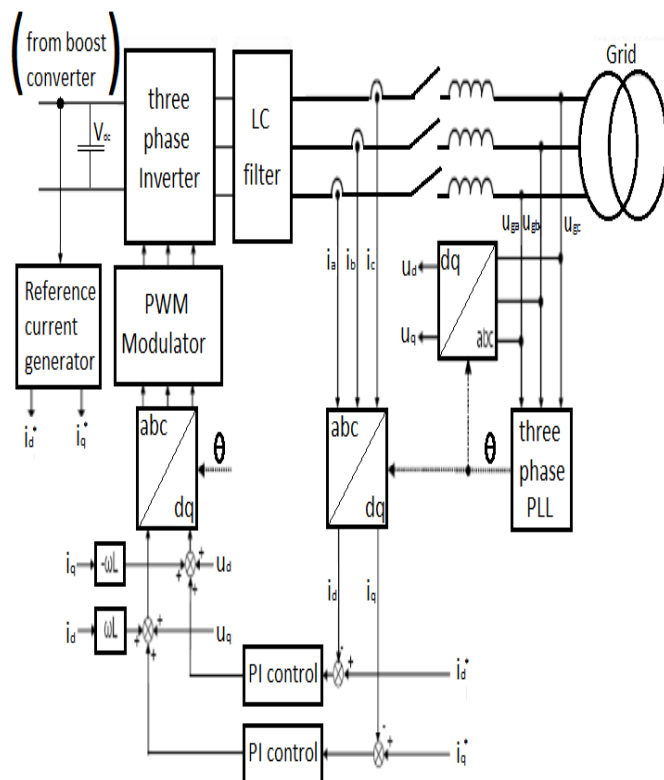 (from boost
converter)
Grid
three
phase
Inverter
LC
filter
Vdc
uga ugb ugc
ia ib ic
Reference
current
generator
PWM
Modulator
ud
dq
uq
abc
id* iq*
abc
dq
θ
abc
dq
θ
three
phase
PLL
iq -ωL ud
id ωL uq
+ + +
+ + +
id iq
PI control - + id*
PI control - + iq*